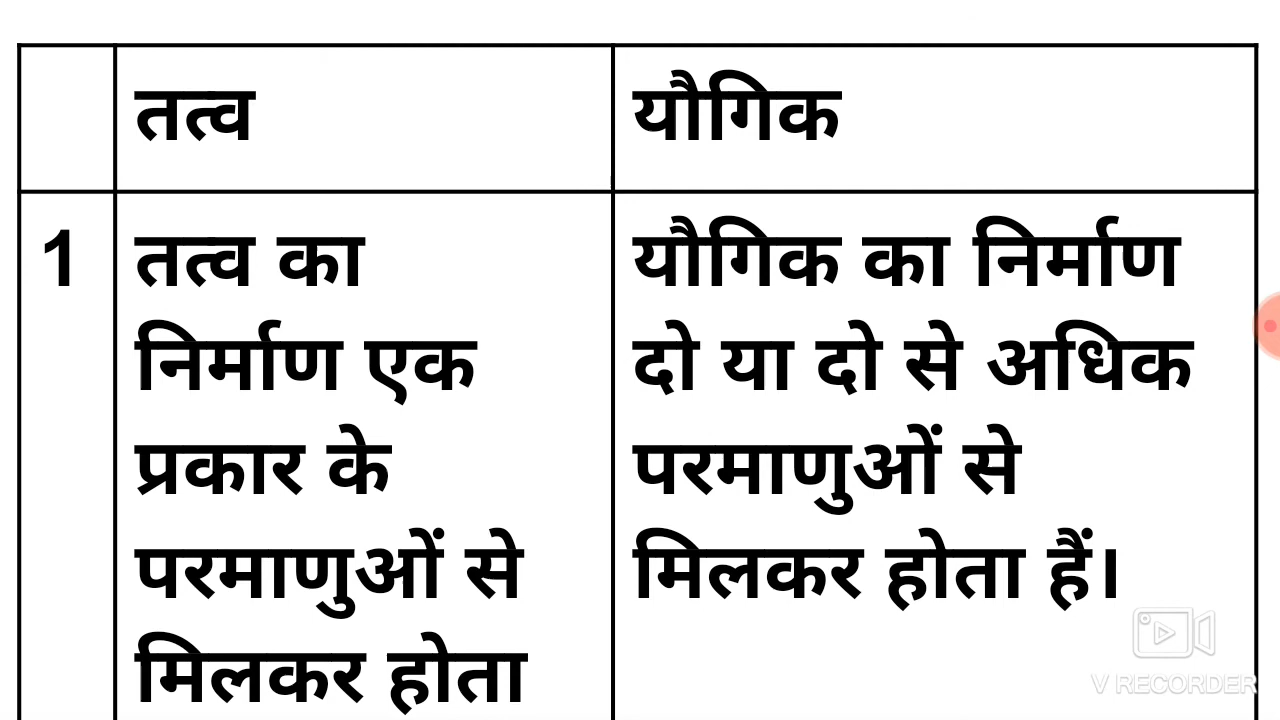 तत्व
यौगिक
1
तत्व का
निर्माण एक
प्रकार के
परमाणुओं से
मिलकर होता
यौगिक का निर्माण
दो या दो से अधिक
परमाणुओं से
मिलकर होता हैं।
V RECORDER